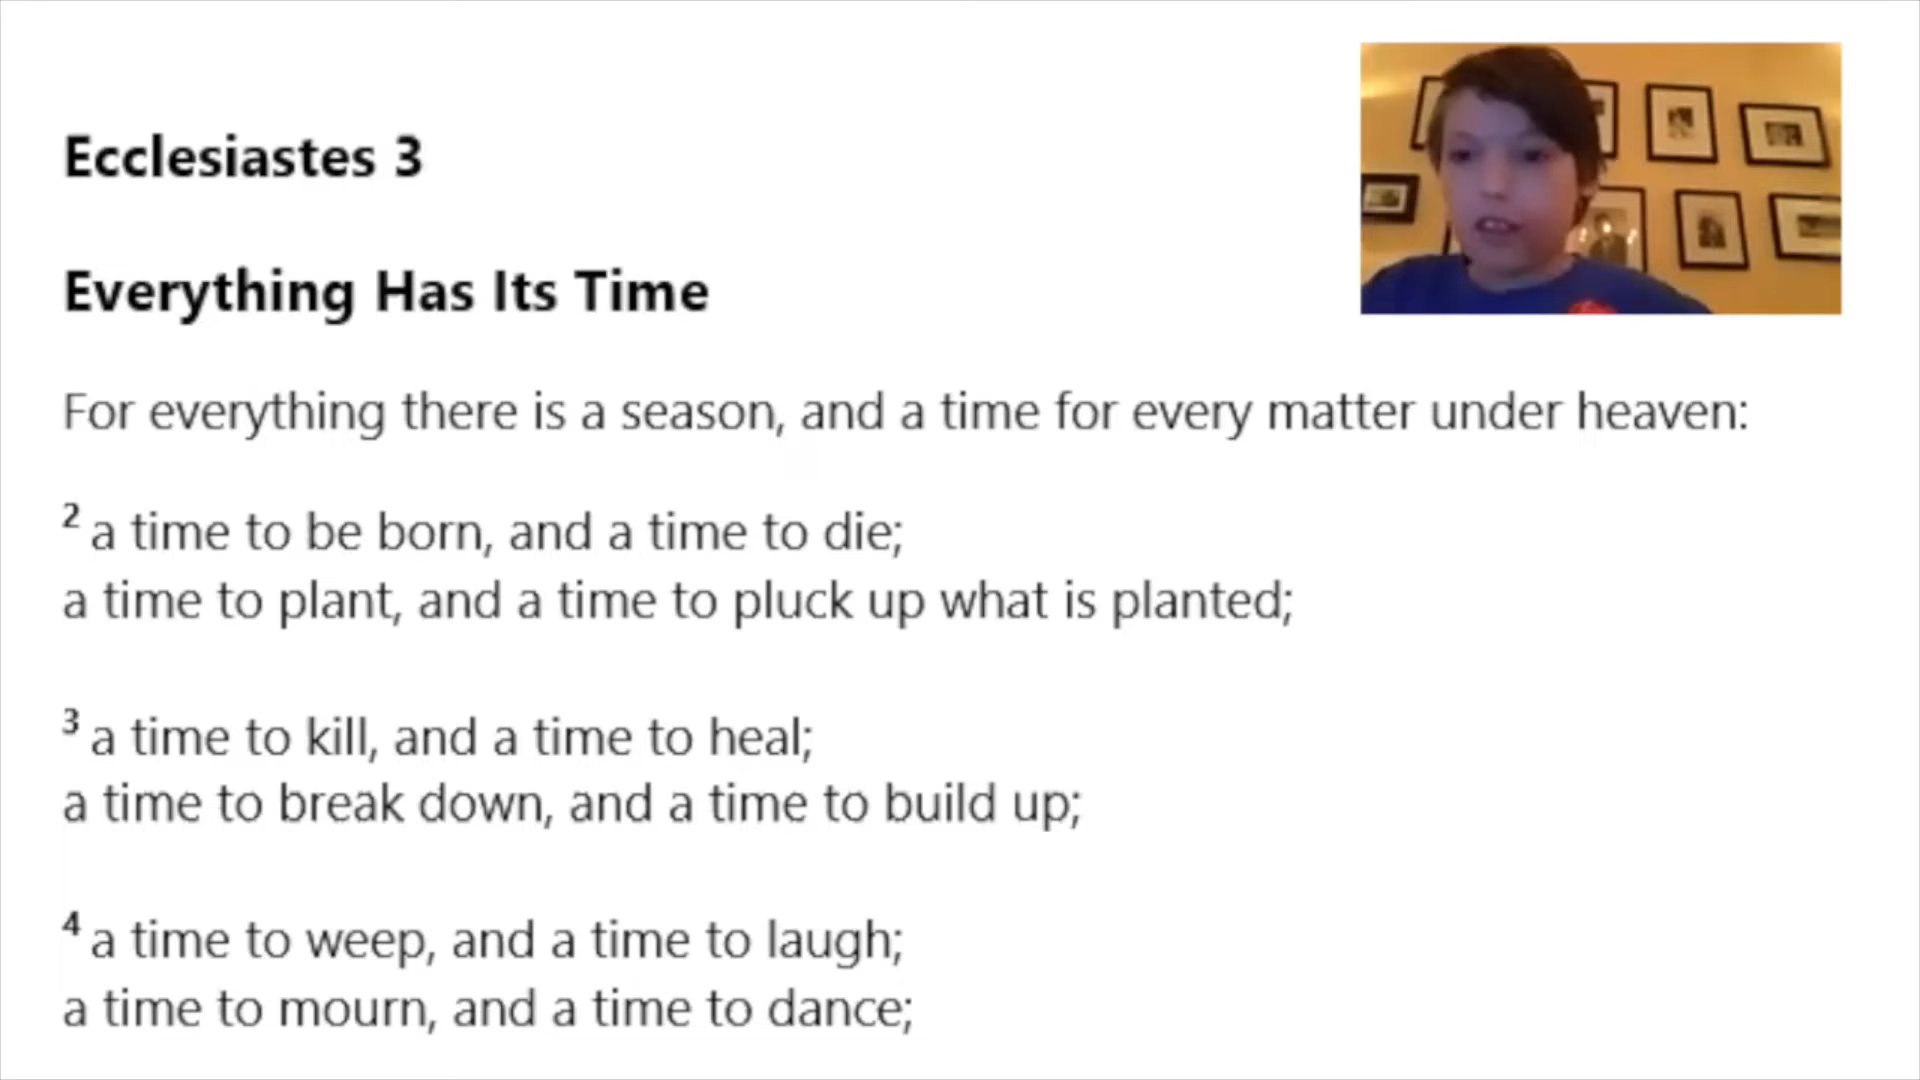 Ecclesiastes 3
Everything Has Its Time
For everything there is a season, and a time for every matter under heaven:
2 a time to be born, and a time to die;
a time to plant, and a time to pluck up what is planted;
3 a time to kill, and a time to heal;
a time to break down, and a time to build up;
4 a time to weep, and a time to laugh;
a time to mourn, and a time to dance;